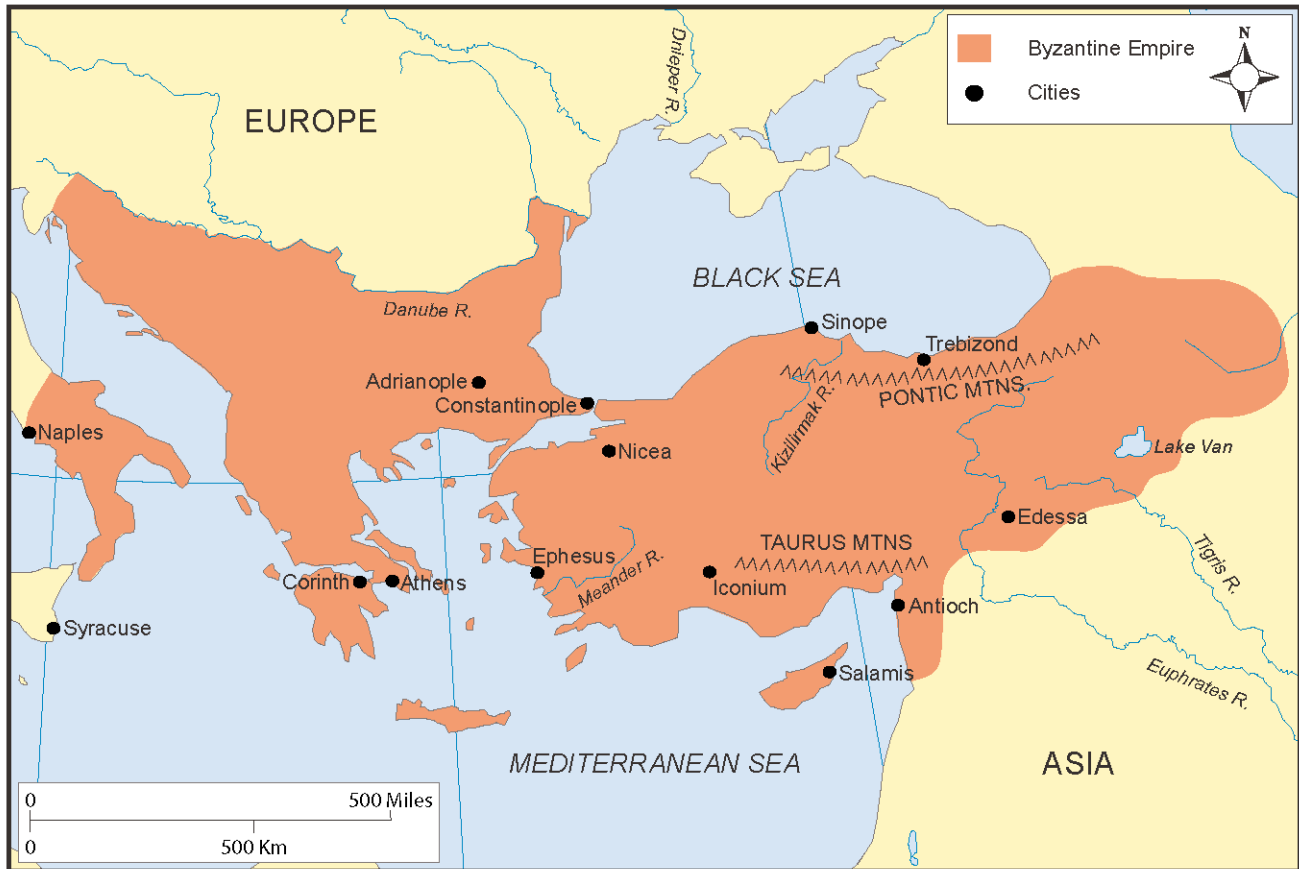 N
Byzantine Empire
Cities
Dnieper R.
EUROPE
BLACK SEA
Danube R.
Sinope
Trebizond
Adrianople
PONTIC MTNS.
Constantinople
Kizilirmak R.
Naples
Nicea
Lake Van
Edessa
TAURUS MTNS
Ephesus
Meander R.
Tigris R.
Corinth
Athens
Iconium
Antioch
Syracuse
Salamis
Euphrates R.
MEDITERRANEAN SEA
ASIA
0 500 Miles
0 500 Km